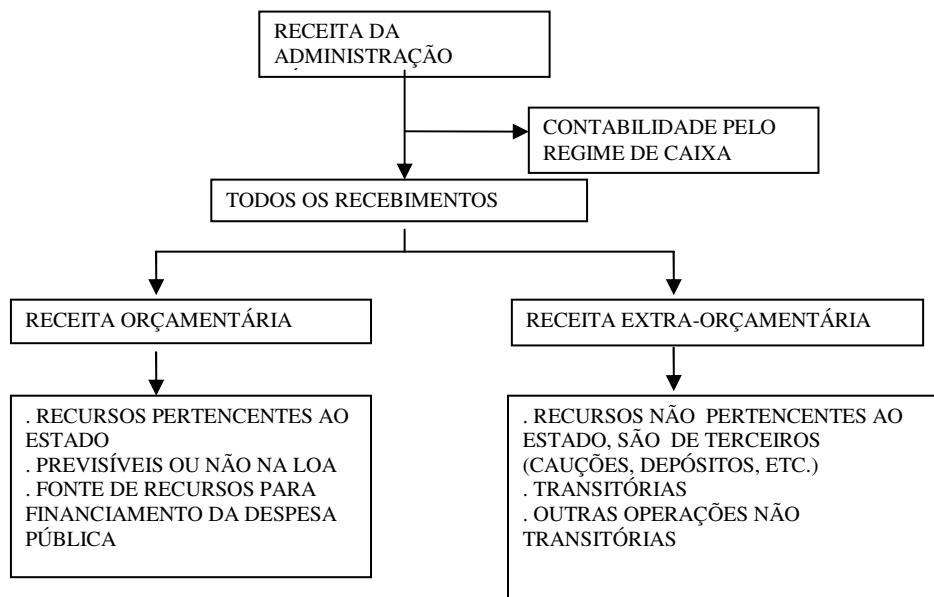 RECEITA DA
ADMINISTRAÇÃO
CONTABILIDADE PELO
REGIME DE CAIXA
TODOS OS RECEBIMENTOS
RECEITA ORÇAMENTÁRIA
RECEITA EXTRA-ORÇAMENTÁRIA
. RECURSOS PERTENCENTES AO
ESTADO
. PREVISÍVEIS OU NÃO NA LOA
. FONTE DE RECURSOS PARA
FINANCIAMENTO DA DESPESA
PÚBLICA
. RECURSOS NÃO PERTENCENTES AO
ESTADO, SÃO DE TERCEIROS
(CAUÇÕES, DEPÓSITOS, ETC.)
. TRANSITÓRIAS
. OUTRAS OPERAÇÕES NÃO
TRANSITÓRIAS